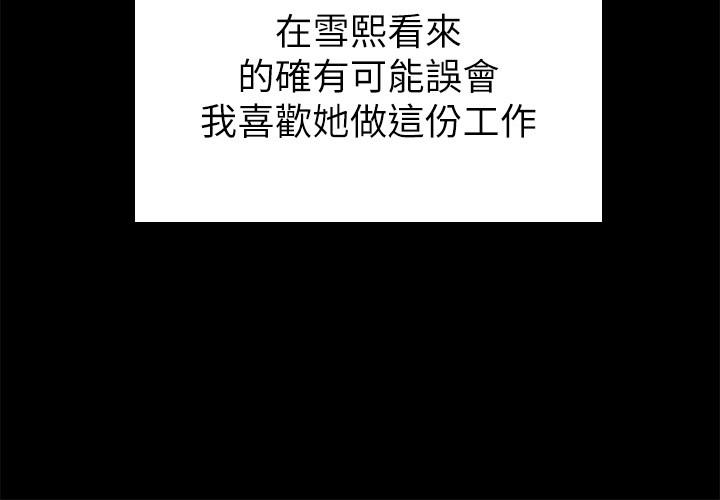 在雪熙看來
的確有可能誤會
我喜歡她做這份工作